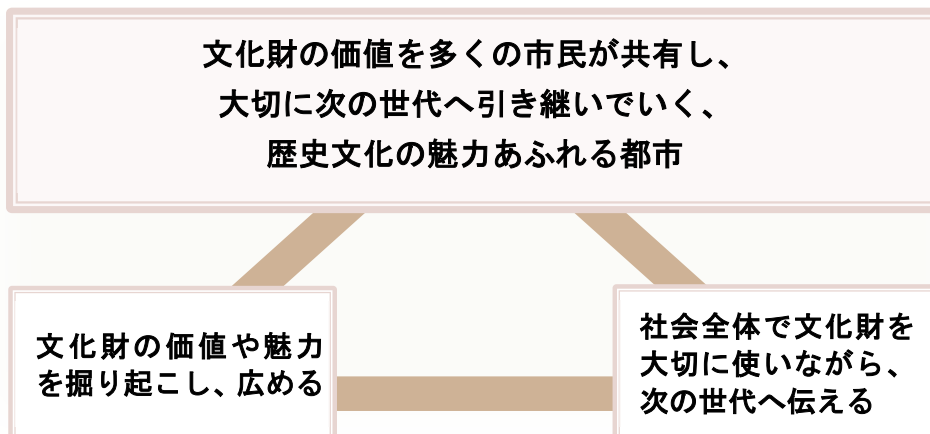 文化財の価値を多くの市民が共有し、
大切に次の世代へ引き継いでいく、
歴史文化の魅力あふれる都市
文化財の価値や魅力
を掘り起こし、広める
社会全体で文化財を
大切に使いながら、
次の世代へ伝える